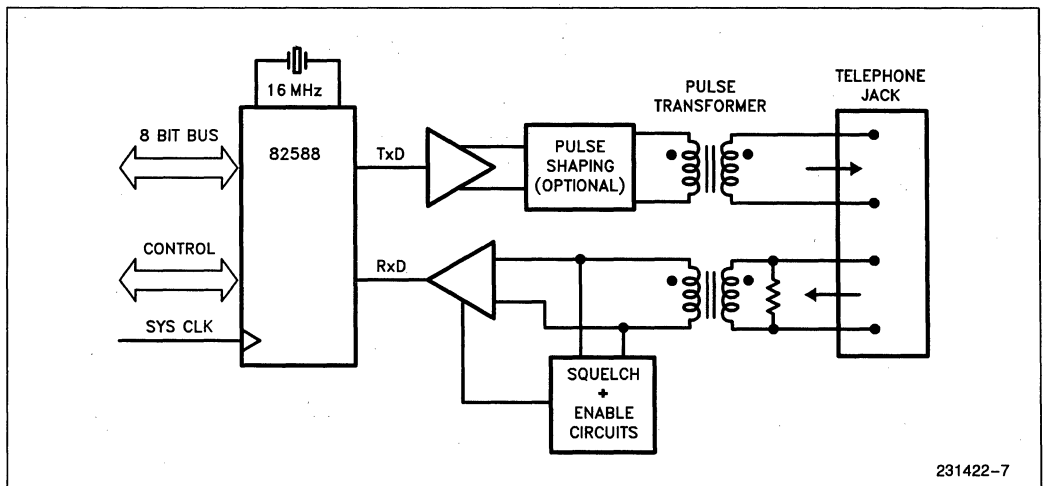 16 MHz
82588
8 BIT BUS
CONTROL
SYS CLK
TxD
RxD
PULSE
SHAPING
(OPTIONAL)
PULSE
TRANSFORMER
TELEPHONE
JACK
SQUELCH
+
ENABLE
CIRCUITS
231422-7